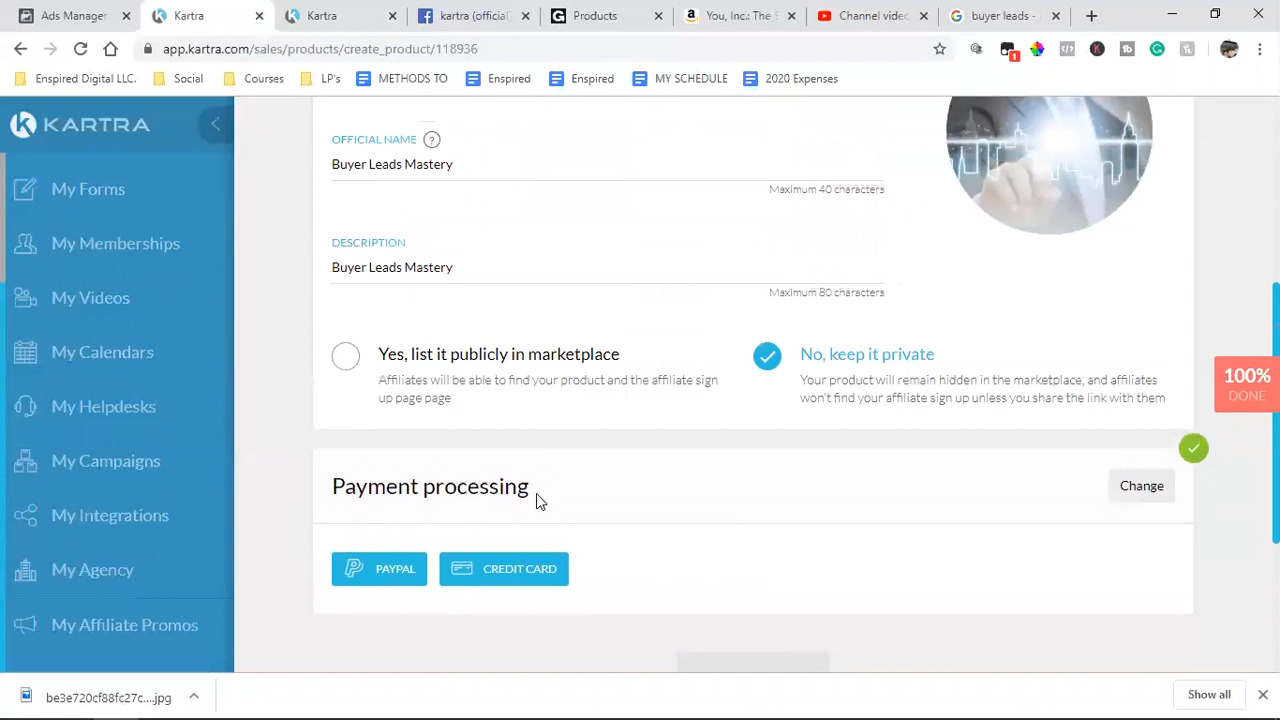 Ads Manager
Kartra
Kartra
kartra (official)
Products
You, Inc.: The S
Channel video
buyer leads -
app.kartra.com/sales/products/create_product/118936
1
Enspired Digital LLC.
Social
Courses
LP's
METHODS TO
Enspired
Enspired
MY SCHEDULE
2020 Expenses
KARTRA
My Forms
My Memberships
My Videos
My Calendars
My Helpdesks
My Campaigns
My Integrations
My Agency
My Affiliate Promos
OFFICIAL NAME ?
Buyer Leads Mastery
Maximum 40 characters
DESCRIPTION
Buyer Leads Mastery
Maximum 80 characters
Yes, list it publicly in marketplace
Affiliates will be able to find your product and the affiliate sign
up page page
No, keep it private
Your product will remain hidden in the marketplace, and affiliates
won't find your affiliate sign up unless you share the link with them
100%
DONE
Payment processing
Change
PAYPAL
CREDIT CARD
be3e720cf88fc27c....jpg
Show all